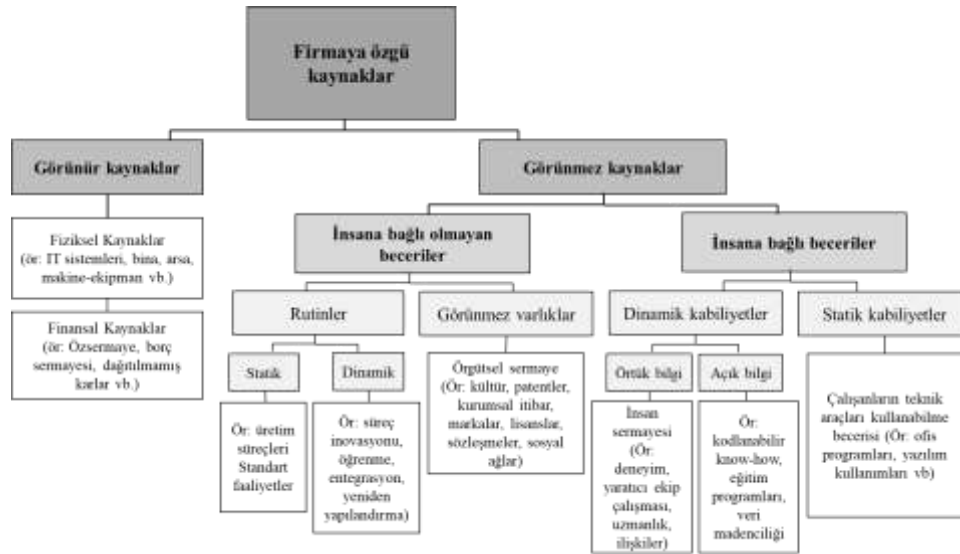 Firmaya özgü
kaynaklar
Görünür kaynaklar
Görünmez kaynaklar
Fiziksel Kaynaklar
(ör: IT sistemleri, bina, arsa,
makine-ekipman vb.)
Finansal Kaynaklar
(ör: Özsermaye, borç
sermayesi, dağıtılmamış
karlar vb.)
İnsana bağlı olmayan
beceriler
İnsana bağlı beceriler
Rutinler
Görünmez varlıklar
Dinamik kabiliyetler
Statik kabiliyetler
Statik
Dinamik
Ör: üretim
süreçleri
Standart
faaliyetler
Ör: süreç
inovasyonu,
öğrenme,
entegrasyon,
yeniden
yapılandırma)
Örgütsel sermaye
(Ör: kültür, patentler,
kurumsal itibar,
markalar, lisanslar,
sözleşmeler, sosyal
ağlar)
Örtük bilgi
Açık bilgi
İnsan
sermayesi
(Ör:
deneyim,
yaratıcı ekip
çalışması,
uzmanlık,
ilişkiler)
Ör:
kodlanabilir
know-how,
eğitim
programları,
veri
madenciliği
Çalışanların teknik
araçları kullanabilme
becerisi (Ör: ofis
programları, yazılım
kullanımları vb)